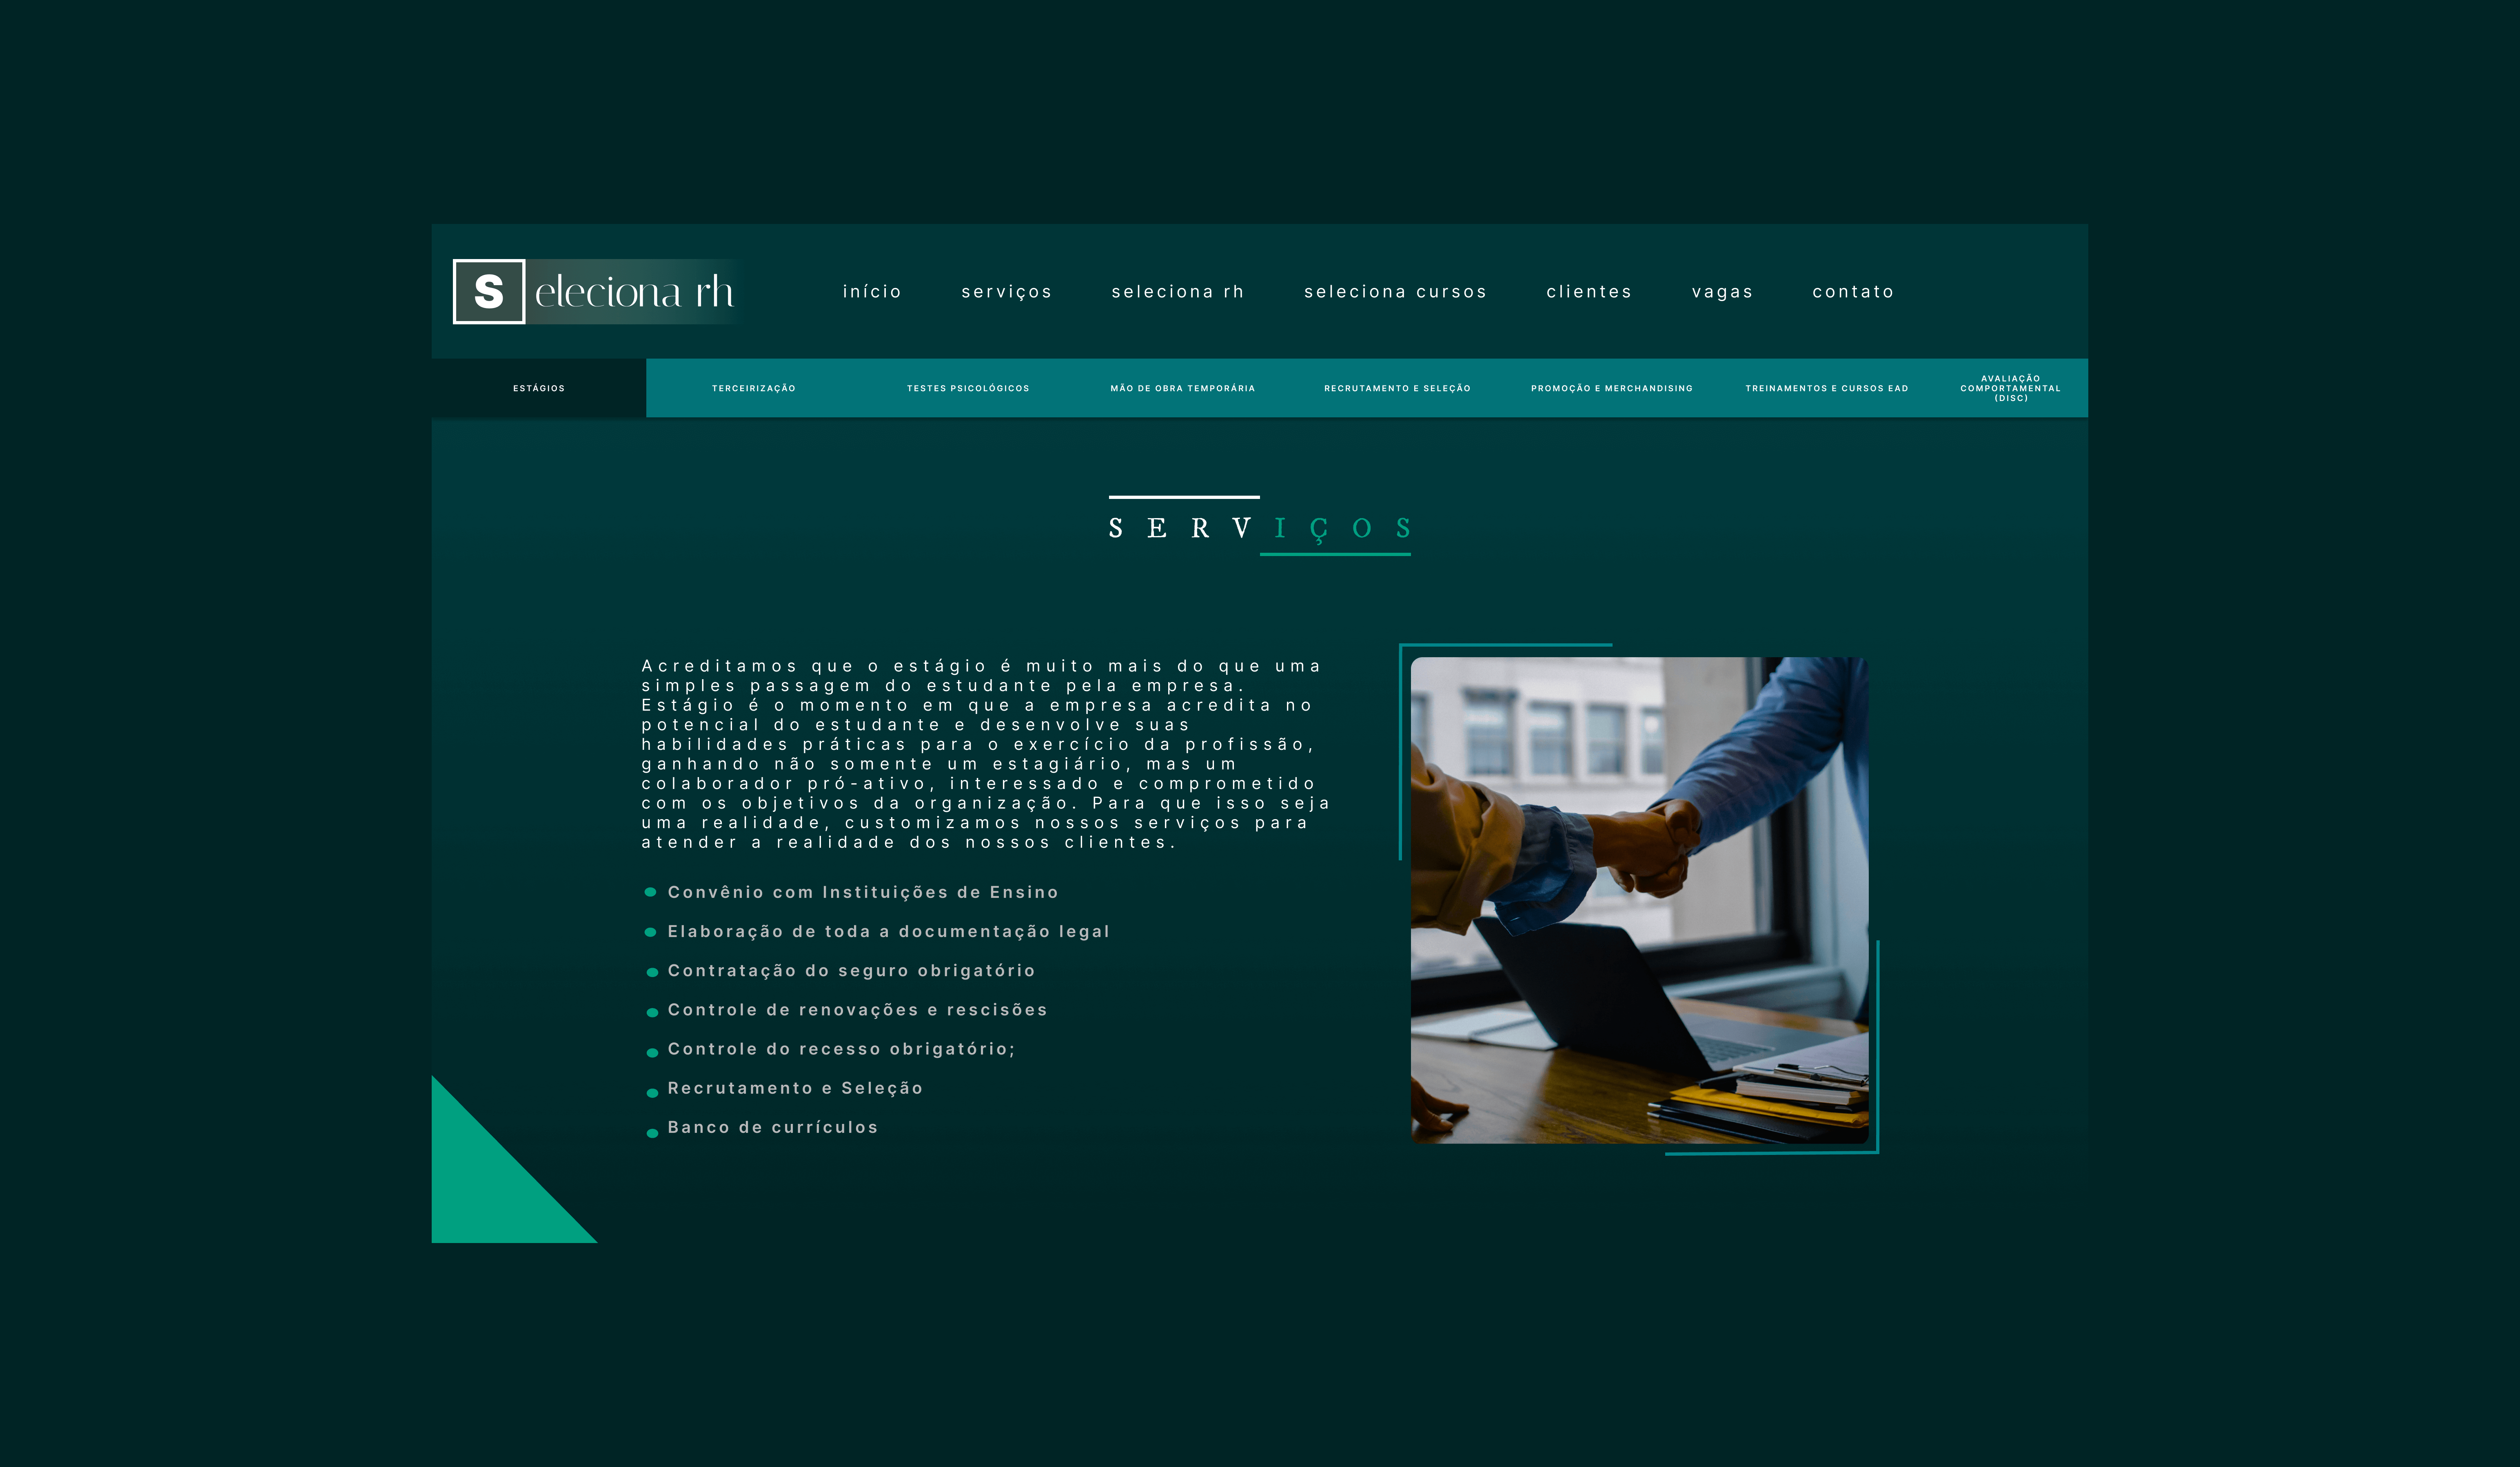 S eleciona rh
início serviços seleciona rh seleciona cursos clientes vagas contato
ESTÁGIOS TERCEIRIZAÇÃO TESTES PSICOLÓGICOS MÃO DE OBRA TEMPORÁRIA RECRUTAMENTO E SELEÇÃO PROMOÇÃO E MERCHANDISING TREINAMENTOS E CURSOS EAD
AVALIAÇÃO
COMPORTAMENTAL
(DISC)
SERVIÇOS
Acreditamos que o estágio é muito mais do que uma
simples passagem do estudante pela empresa.
Estágio é o momento em que a empresa acredita no
potencial do estudante e desenvolve suas
habilidades práticas para o exercício da profissão,
ganhando não somente um estagiário, mas um
colaborador pró-ativo, interessado e comprometido
com os objetivos da organização. Para que isso seja
uma realidade, customizamos nossos serviços para
atender a realidade dos nossos clientes.
Convênio com Instituições de Ensino
Elaboração de toda a documentação legal
Contratação do seguro obrigatório
Controle de renovações e rescisões
Controle do recesso obrigatório;
Recrutamento e Seleção
Banco de currículos